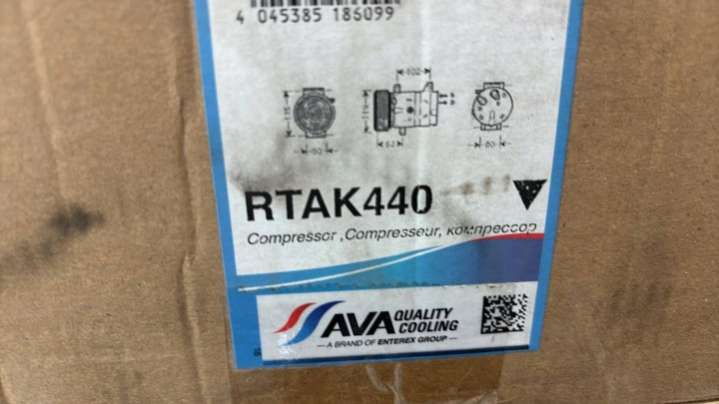 4 045385 186099
RTAK440
Compressor ,Compresseur, компрессор
AVA QUALITY COOLING
— A BRAND OF ENTEREX GROUP —